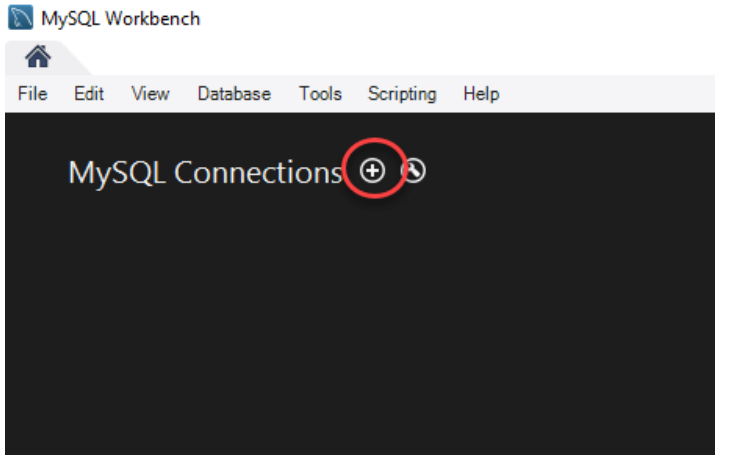 MySQL Workbench
File Edit View Database Tools Scripting Help
MySQL Connections